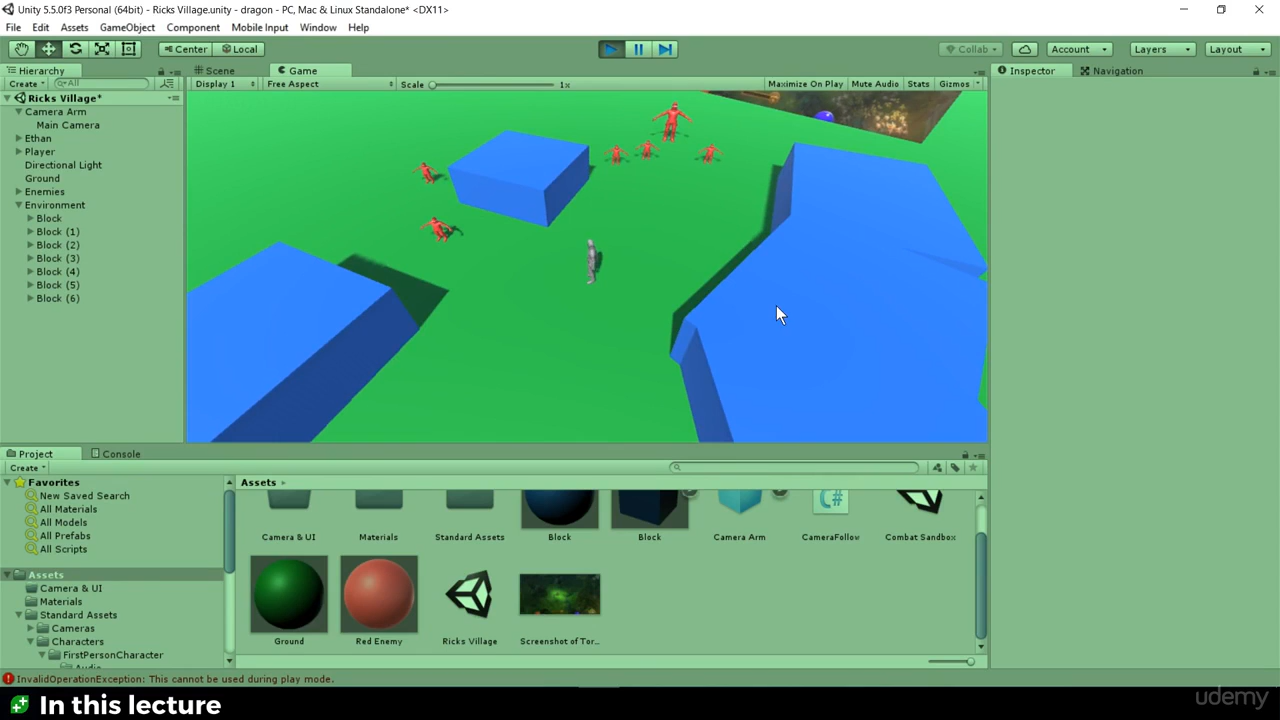 Unity 5.5.0f3 Personal (64bit) - Ricks Village.unity - dragon - PC, Mac & Linux Standalone* <DX11>
File Edit Assets GameObject Component Mobile Input Window Help
Center Local Collab Account Layers Layout
Hierarchy Scene Game Inspector Navigation
Create All Display 1 Free Aspect Scale 1x Maximize On Play Mute Audio Stats Gizmos
Ricks Village*
Camera Arm
Main Camera
Ethan
Player
Directional Light
Ground
Enemies
Environment
Block
Block (1)
Block (2)
Block (3)
Block (4)
Block (5)
Block (6)
Project Console
Create
Favorites
New Saved Search
All Materials
All Models
All Prefabs
All Scripts
Assets
Camera & UI
Materials
Standard Assets
Cameras
Characters
FirstPersonCharacter
Audio
Assets
C#
Camera & UI Materials Standard Assets Block Block Camera Arm CameraFollow Combat Sandbox
Ground Red Enemy Ricks Village Screenshot of Tor...
InvalidOperationException: This cannot be used during play mode.
In this lecture
udemy